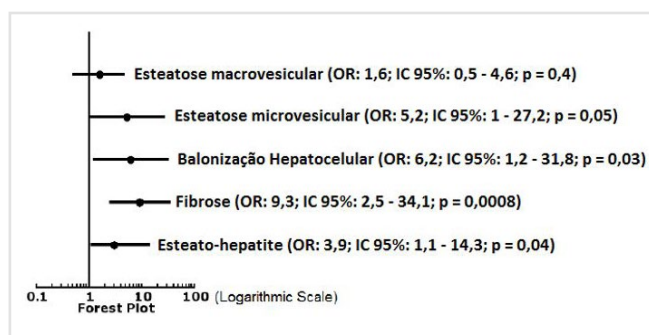 Esteatose macrovesicular (OR: 1,6; IC 95%: 0,5 - 4,6; p = 0,4)
Esteatose microvesicular (OR: 5,2; IC 95%: 1 - 27,2; p = 0,05)
Balonização Hepatocelular (OR: 6,2; IC 95%: 1,2 - 31,8; p = 0,03)
Fibrose (OR: 9,3; IC 95%: 2,5 - 34,1; p = 0,0008)
Esteato-hepatite (OR: 3,9; IC 95%: 1,1 - 14,3; p = 0,04)
0.1 1 10 100 (Logarithmic Scale)
Forest Plot